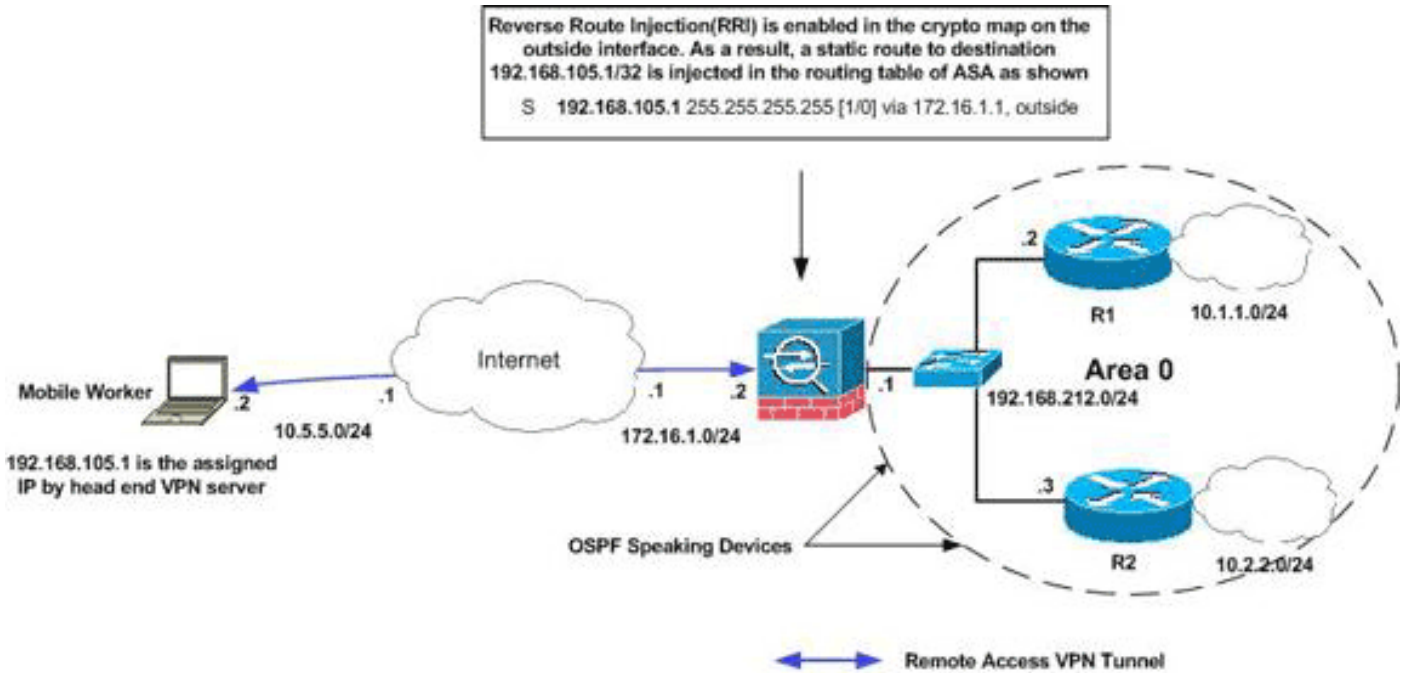 Reverse Route Injection(RRI) is enabled in the crypto map on the
outside interface. As a result, a static route to destination
192.168.105.1/32 is injected in the routing table of ASA as shown
S 192.168.105.1 255.255.255.255 [1/0] via 172.16.1.1, outside
.2
R1
10.1.1.0/24
Internet
Area 0
Mobile Worker
.2
.1
.1
.2
.1
192.168.212.0/24
10.5.5.0/24
172.16.1.0/24
192.168.105.1 is the assigned
IP by head end VPN server
.3
OSPF Speaking Devices
R2
10.2.2.0/24
Remote Access VPN Tunnel